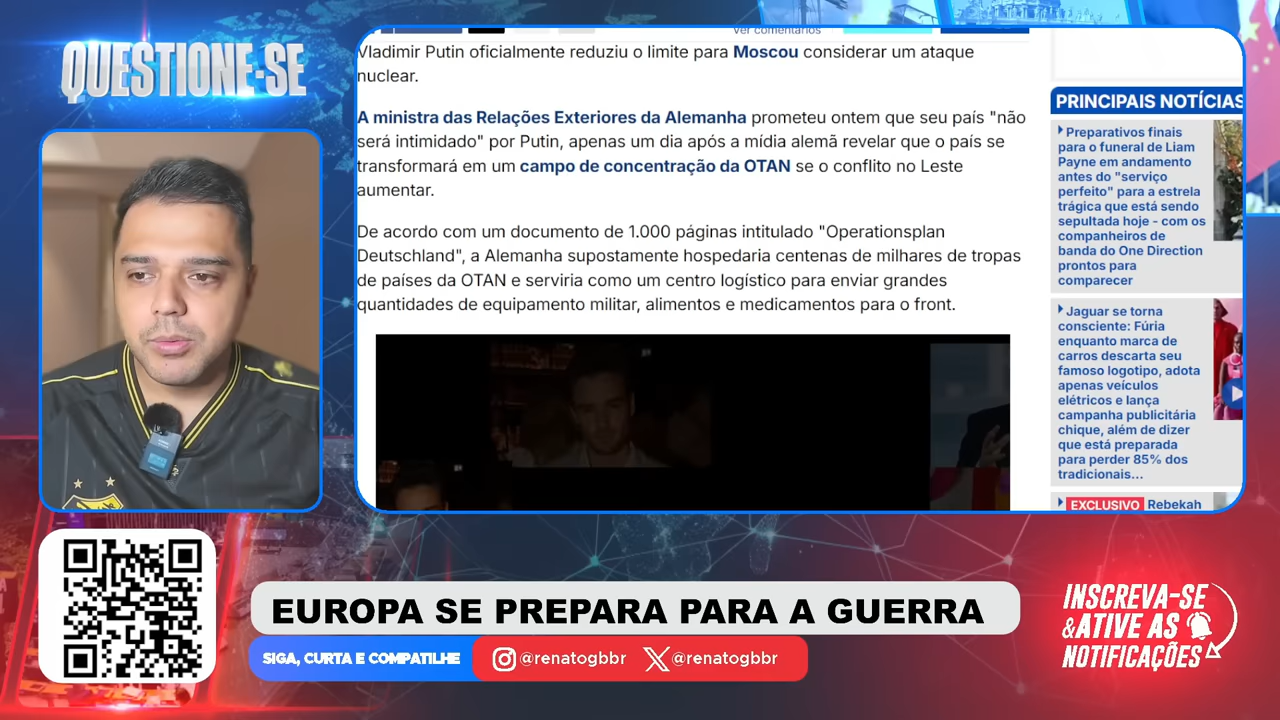 QUESTIONE-SE
Ver comentários
Vladimir Putin oficialmente reduziu o limite para Moscou considerar um ataque
nuclear.
A ministra das Relações Exteriores da Alemanha prometeu ontem que seu país "não
será intimidado" por Putin, apenas um dia após a mídia alemã revelar que o país se
transformará em um campo de concentração da OTAN se o conflito no Leste
aumentar.
De acordo com um documento de 1.000 páginas intitulado "Operationsplan
Deutschland", a Alemanha supostamente hospedaria centenas de milhares de tropas
de países da OTAN e serviria como um centro logístico para enviar grandes
quantidades de equipamento militar, alimentos e medicamentos para o front.
PRINCIPAIS NOTÍCIAS
Preparativos finais
para o funeral de Liam
Payne em andamento
antes do "serviço
perfeito" para a estrela
trágica que está sendo
sepultada hoje - com os
companheiros de
banda do One Direction
prontos para
comparecer
Jaguar se torna
consciente: Fúria
enquanto marca de
carros descarta seu
famoso logotipo, adota
apenas veículos
elétricos e lança
campanha publicitária
chique, além de dizer
que está preparada
para perder 85% dos
tradicionais...
EXCLUSIVO Rebekah
EUROPA SE PREPARA PARA A GUERRA
SIGA, CURTA E COMPATILHE
@renatogbbr
@renatogbbr
INSCREVA-SE
&ATIVE AS
NOTIFICAÇÕES